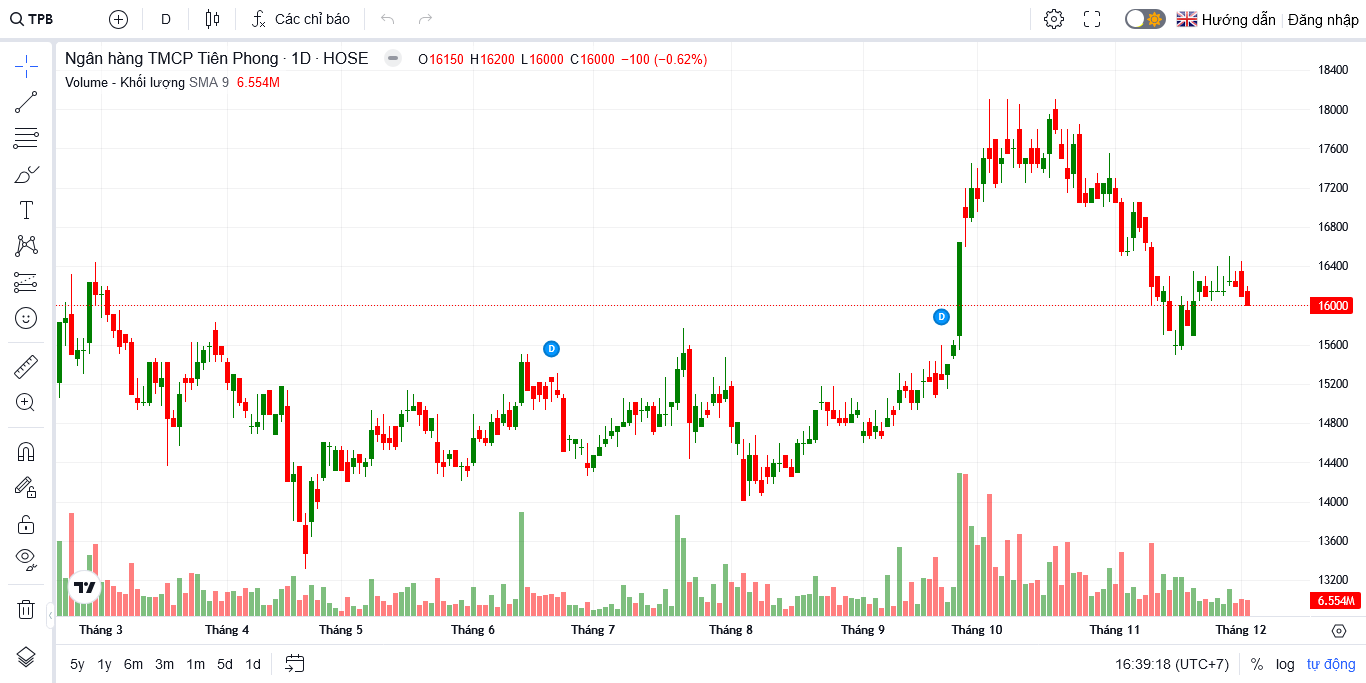 TPB D Các chỉ báo Hướng dẫn Đăng nhập
Ngân hàng TMCP Tiên Phong · 1D · HOSE O16150 H16200 L16000 C16000 −100 (−0.62%)
Volume - Khối lượng SMA 9 6.554M
18400
18000
17600
17200
16800
16400
16000
15600
15200
14800
14400
14000
13600
13200
6.554M
D
D
Tháng 3 Tháng 4 Tháng 5 Tháng 6 Tháng 7 Tháng 8 Tháng 9 Tháng 10 Tháng 11 Tháng 12
5y 1y 6m 3m 1m 5d 1d 16:39:18 (UTC+7) % log tự động